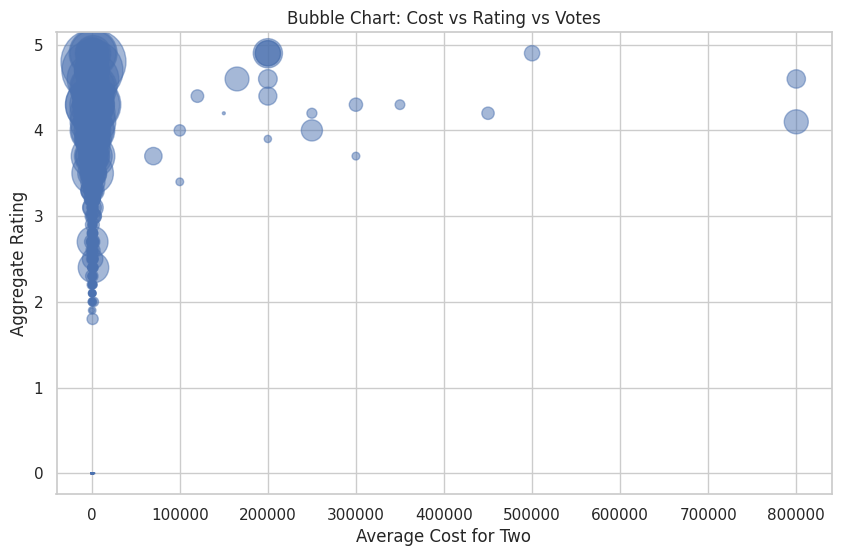 Bubble Chart: Cost vs Rating vs Votes
Aggregate Rating
5
4
3
2
1
0
0 100000 200000 300000 400000 500000 600000 700000 800000
Average Cost for Two